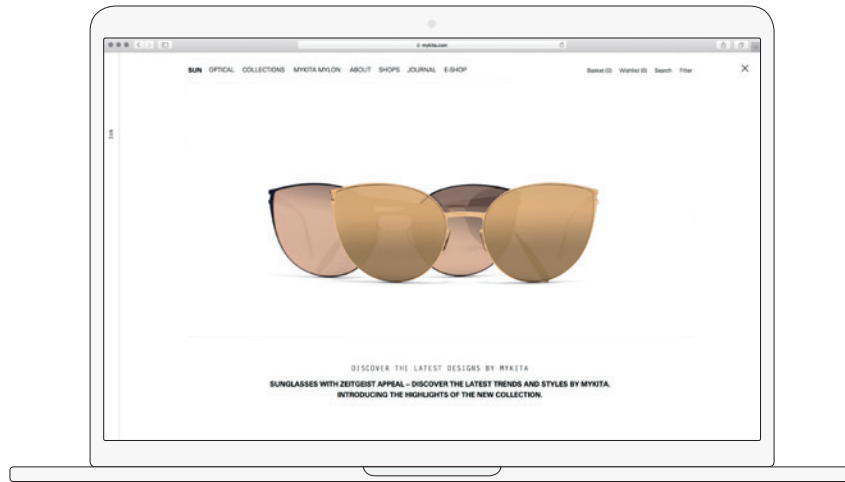 mykita.com
SUN OPTICAL COLLECTIONS MYKITA MYLON ABOUT SHOPS JOURNAL E-SHOP
Basket (0) Wishlist (0) Search Filter
SUN
DISCOVER THE LATEST DESIGNS BY MYKITA
SUNGLASSES WITH ZEITGEIST APPEAL – DISCOVER THE LATEST TRENDS AND STYLES BY MYKITA.
INTRODUCING THE HIGHLIGHTS OF THE NEW COLLECTION.